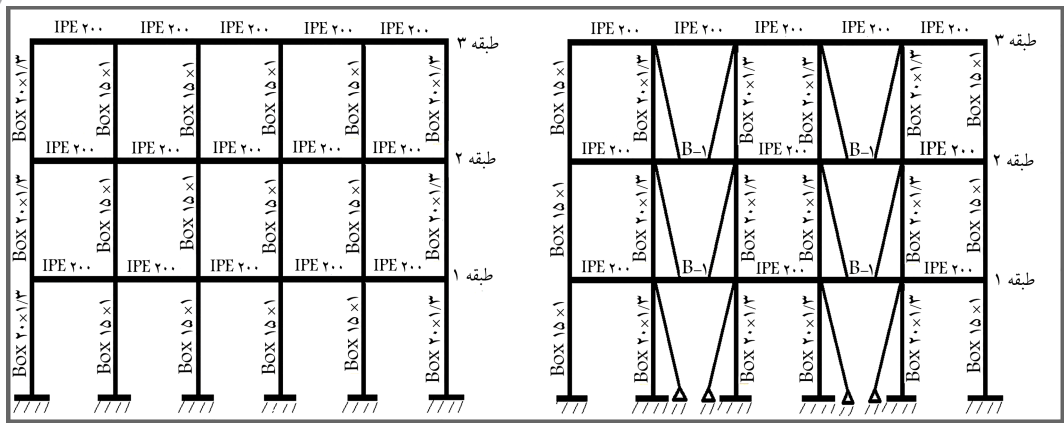 IPE ۲۰۰ IPE ۲۰۰ IPE ۲۰۰ IPE ۲۰۰ IPE ۲۰۰
طبقه ۳
Box ۲۰×۱/۳ Box ۱۵×۱ Box ۱۵×۱ Box ۱۵×۱ Box ۱۵×۱ Box ۲۰×۱/۳
IPE ۲۰۰ IPE ۲۰۰ IPE ۲۰۰ IPE ۲۰۰ IPE ۲۰۰
طبقه ۲
Box ۲۰×۱/۳ Box ۱۵×۱ Box ۱۵×۱ Box ۱۵×۱ Box ۱۵×۱ Box ۲۰×۱/۳
IPE ۲۰۰ IPE ۲۰۰ IPE ۲۰۰ IPE ۲۰۰ IPE ۲۰۰
طبقه ۱
Box ۲۰×۱/۳ Box ۱۵×۱ Box ۱۵×۱ Box ۱۵×۱ Box ۱۵×۱ Box ۲۰×۱/۳
IPE ۲۰۰ IPE ۲۰۰ IPE ۲۰۰ IPE ۲۰۰ IPE ۲۰۰
طبقه ۳
Box ۱۵×۱ Box ۲۰×۱/۳ Box ۲۰×۱/۳ Box ۲۰×۱/۳ Box ۲۰×۱/۳ Box ۱۵×۱
IPE ۲۰۰ B-۱ IPE ۲۰۰ B-۱ IPE ۲۰۰
طبقه ۲
Box ۱۵×۱ Box ۲۰×۱/۳ Box ۲۰×۱/۳ Box ۲۰×۱/۳ Box ۲۰×۱/۳ Box ۱۵×۱
IPE ۲۰۰ B-۱ IPE ۲۰۰ B-۱ IPE ۲۰۰
طبقه ۱
Box ۱۵×۱ Box ۲۰×۱/۳ Box ۲۰×۱/۳ Box ۲۰×۱/۳ Box ۲۰×۱/۳ Box ۱۵×۱